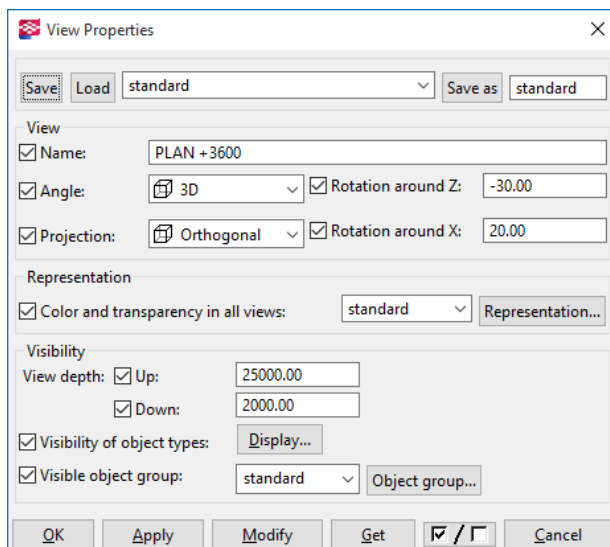 View Properties
Save Load standard Save as standard
View
Name: PLAN +3600
Angle: 3D Rotation around Z: -30.00
Projection: Orthogonal Rotation around X: 20.00
Representation
Color and transparency in all views: standard Representation...
Visibility
View depth: Up: 25000.00
Down: 2000.00
Visibility of object types: Display...
Visible object group: standard Object group...
OK Apply Modify Get / Cancel